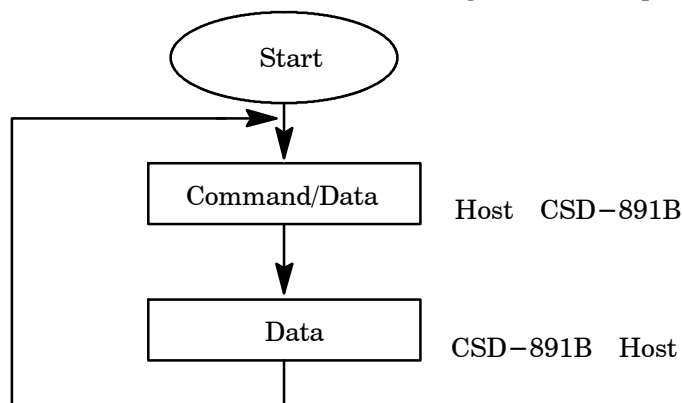 Start
Command/Data
Host CSD−891B
Data
CSD−891B Host